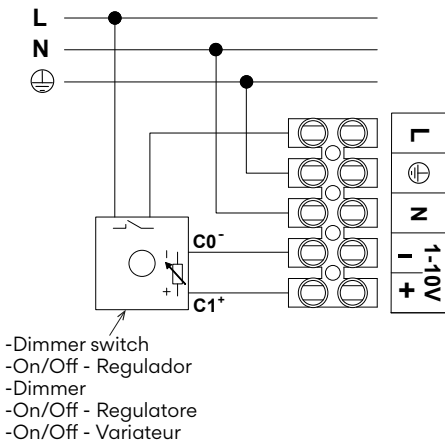 L
N
L
N
1-10V
-
+
C0-
-
+
C1+
-Dimmer switch
-On/Off - Regulador
-Dimmer
-On/Off - Regulatore
-On/Off - Variateur